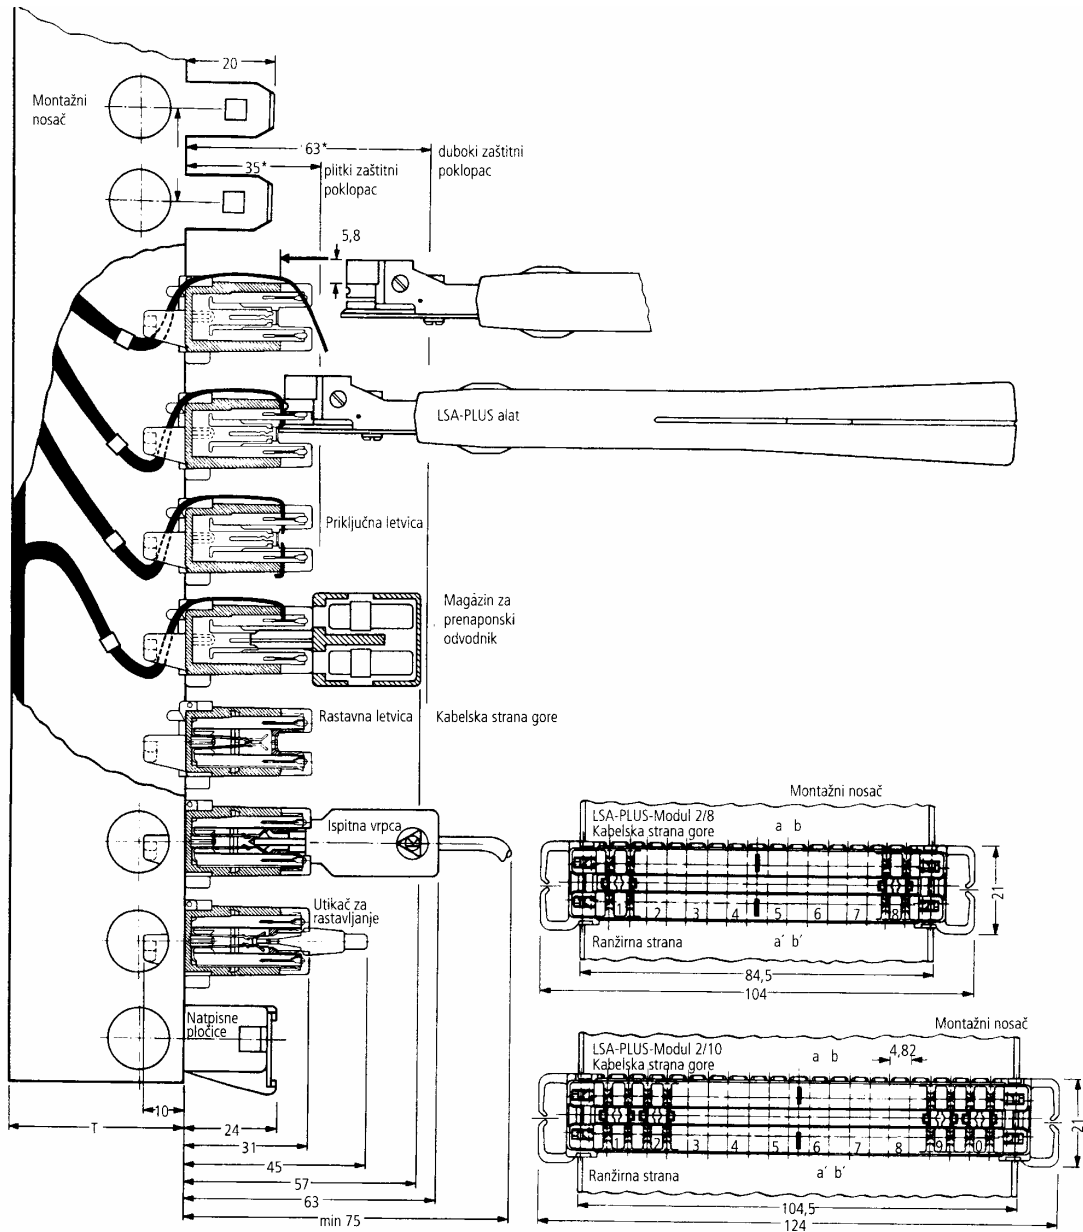 20
Montažni
nosač
63*
duboki zaštitni
poklopac
35*
plitki zaštitni
poklopac
5,8
LSA-PLUS alat
Priključna letvica
Magazin za
prenaponski
odvodnik
Rastavna letvica
Kabelska strana gore
Ispitna vrpca
Utikač za
rastavljanje
Natpisne
pločice
10
T
24
31
45
57
63
min 75
Montažni nosač
LSA-PLUS-Modul 2/8
Kabelska strana gore
a b
1 2 3 4 5 6 7 8
21
Ranžirna strana
a´ b´
84,5
104
Montažni nosač
LSA-PLUS-Modul 2/10
Kabelska strana gore
a b
4,82
1 2 3 4 5 6 7 8 9 0
21
Ranžirna strana
a´ b´
104,5
124